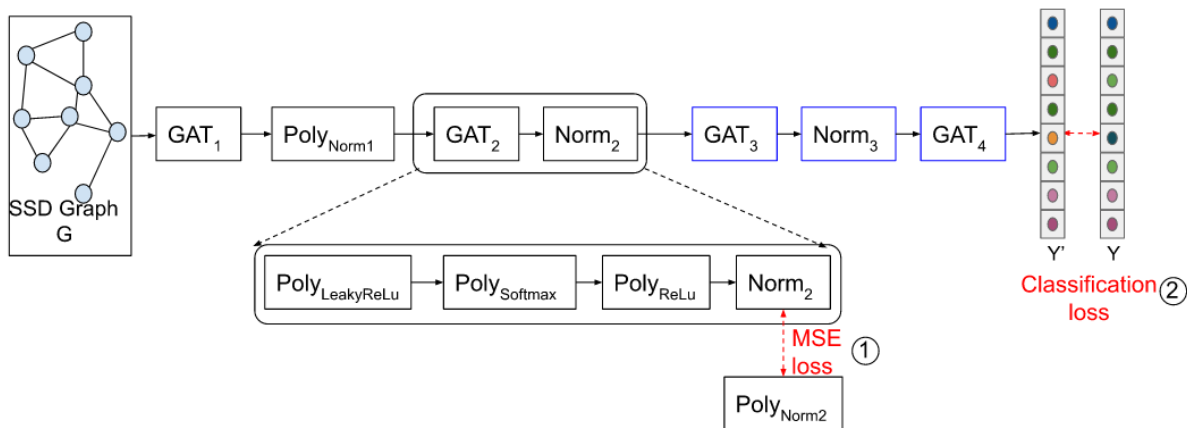 SSD Graph
G
GAT1
PolyNorm1
GAT2
Norm2
GAT3
Norm3
GAT4
Y’
Y
Classification
loss
②
PolyLeakyReLu
PolySoftmax
PolyReLu
Norm2
MSE
loss
①
PolyNorm2